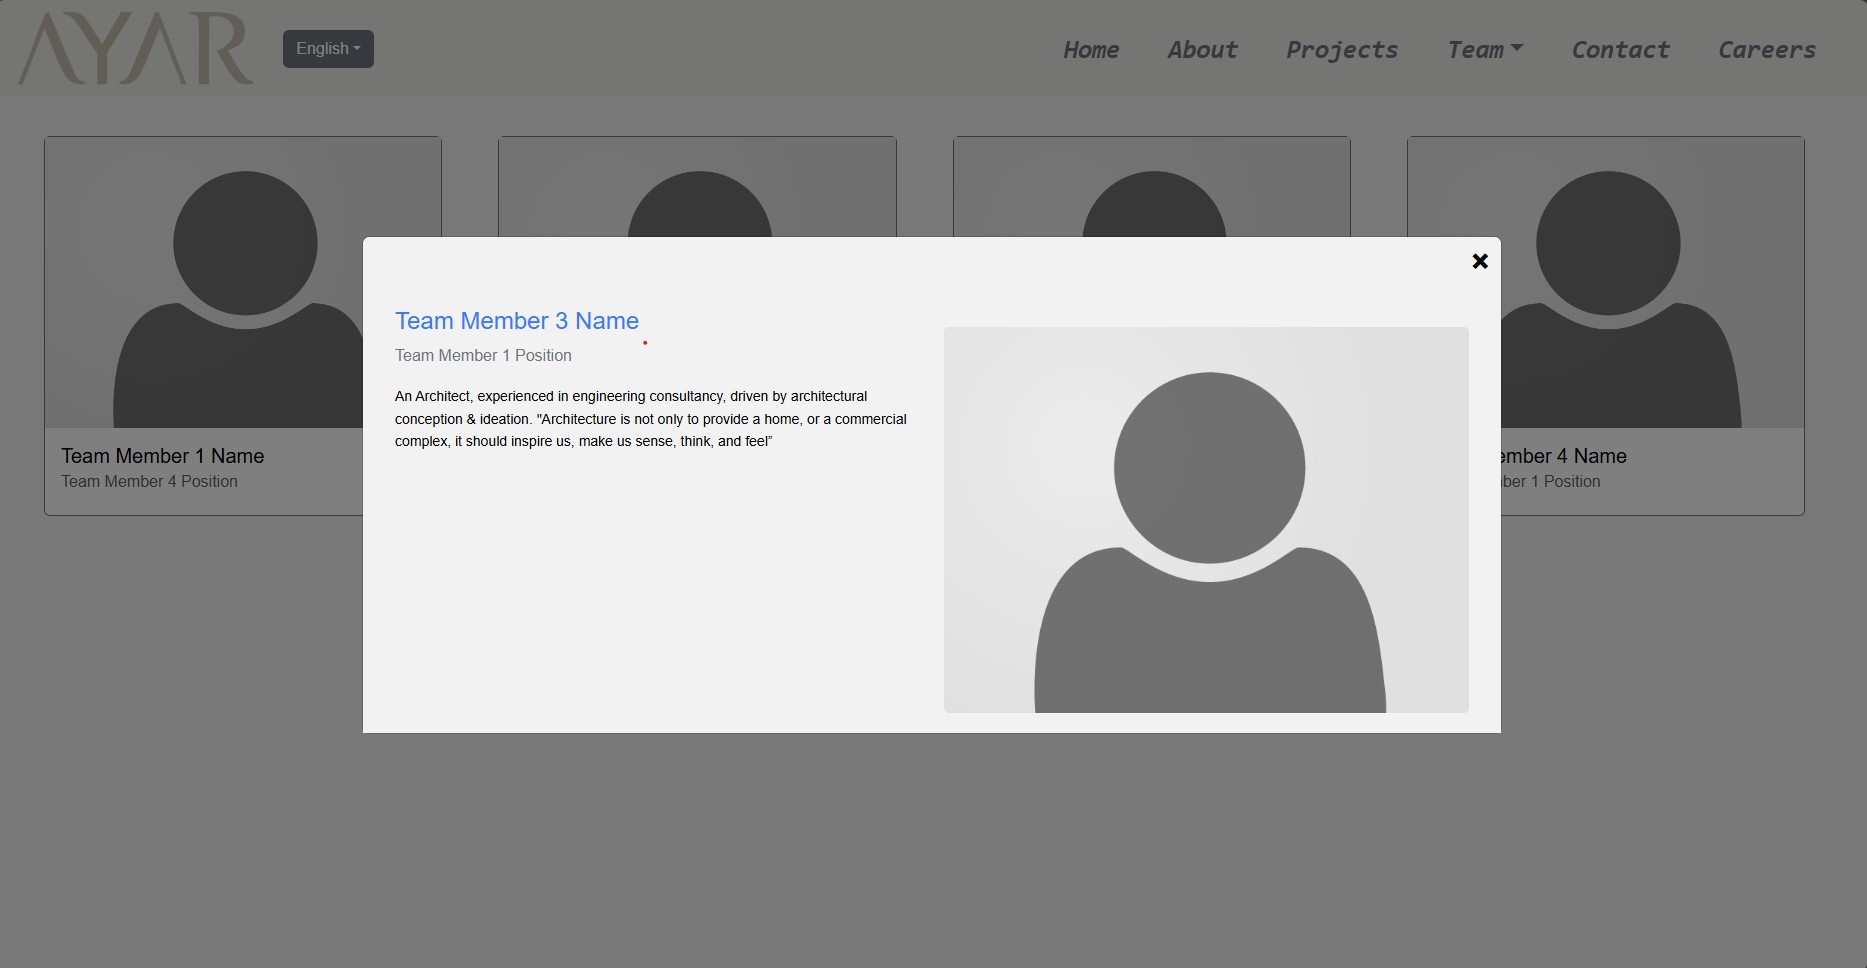 AYAR
English
Home About Projects Team Contact Careers
Team Member 3 Name
Team Member 1 Position
An Architect, experienced in engineering consultancy, driven by architectural
conception & ideation. "Architecture is not only to provide a home, or a commercial
complex, it should inspire us, make us sense, think, and feel”
Team Member 1 Name
Team Member 4 Position
ember 4 Name
ber 1 Position